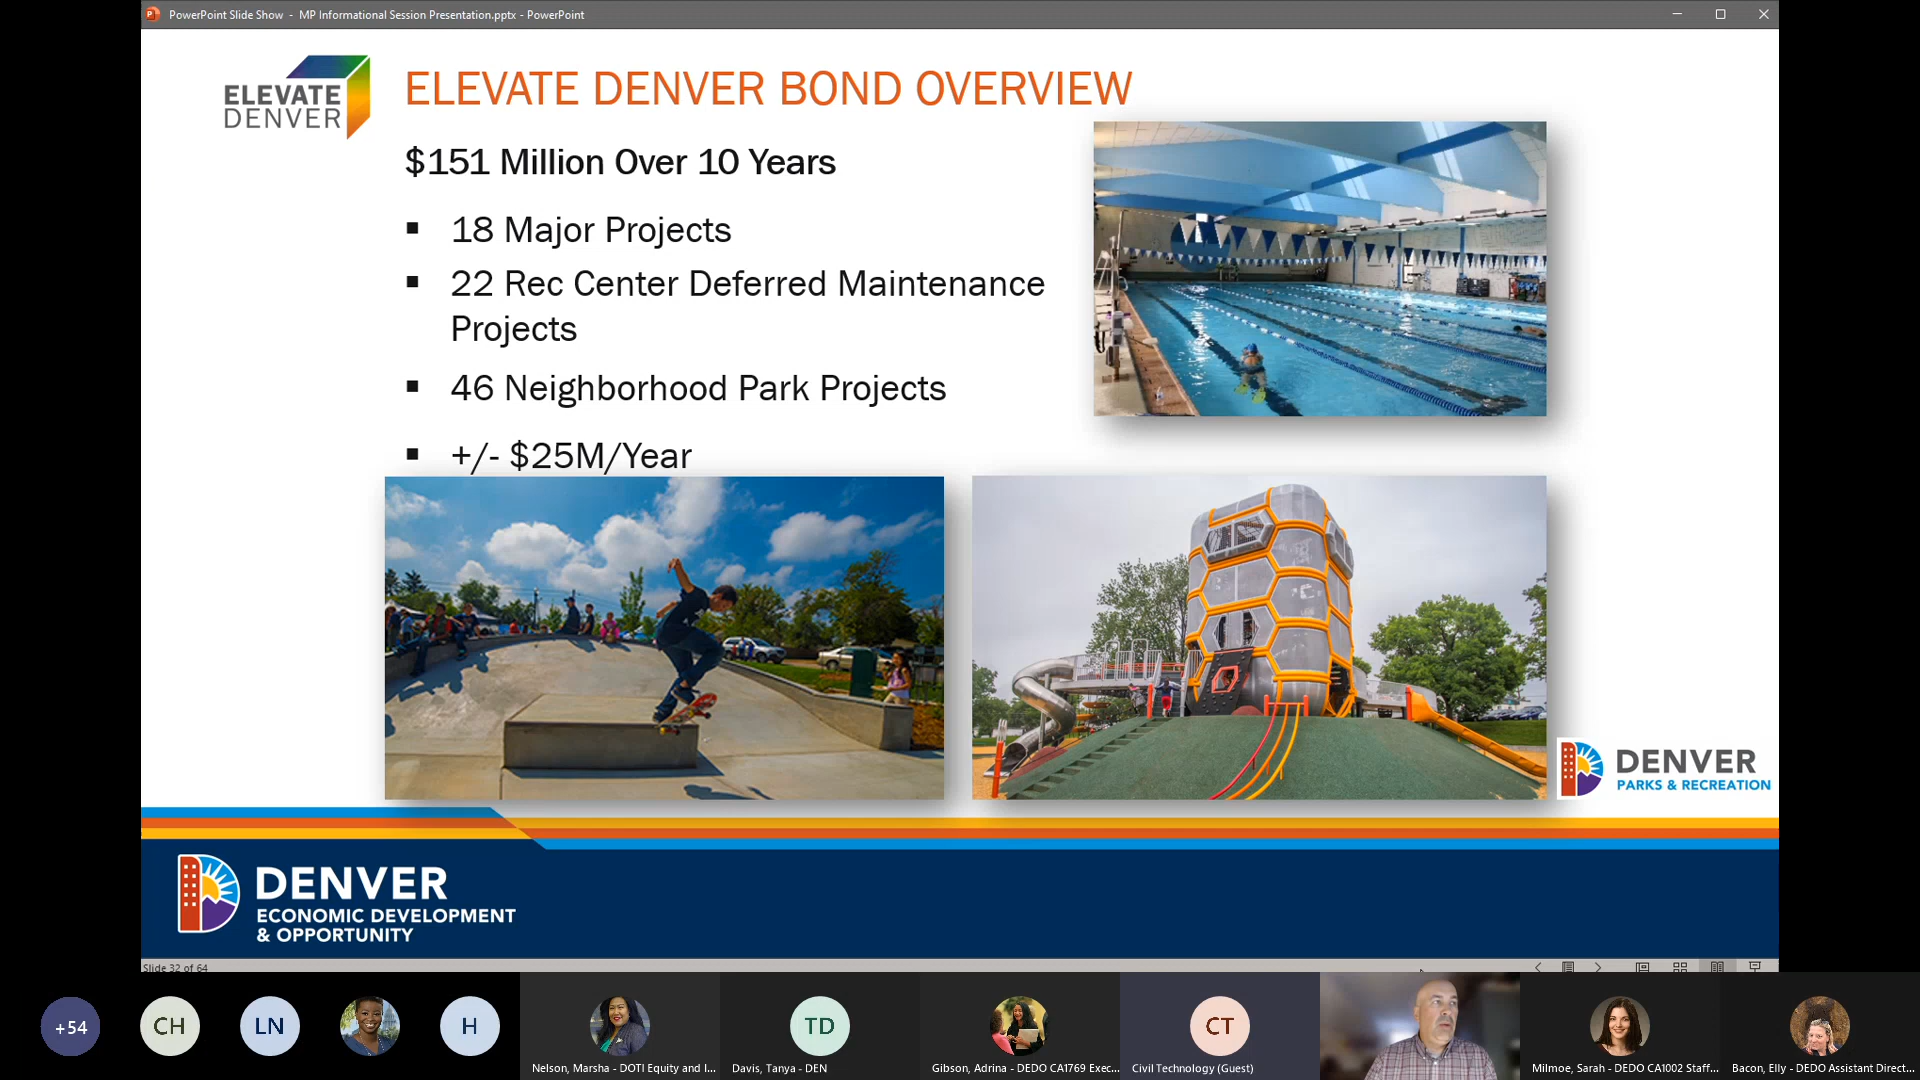 PowerPoint Slide Show - MP Informational Session Presentation.pptx - PowerPoint
ELEVATE
DENVER
ELEVATE DENVER BOND OVERVIEW
$151 Million Over 10 Years
▪ 18 Major Projects
▪ 22 Rec Center Deferred Maintenance
Projects
▪ 46 Neighborhood Park Projects
▪ +/- $25M/Year
DENVER
PARKS & RECREATION
DENVER
ECONOMIC DEVELOPMENT
& OPPORTUNITY
Slide 32 of 64
+54
CH
LN
H
TD
CT
Nelson, Marsha - DOTI Equity and I...
Davis, Tanya - DEN
Gibson, Adrina - DEDO CA1769 Exec...
Civil Technology (Guest)
Milmoe, Sarah - DEDO CA1002 Staff...
Bacon, Elly - DEDO Assistant Direct...